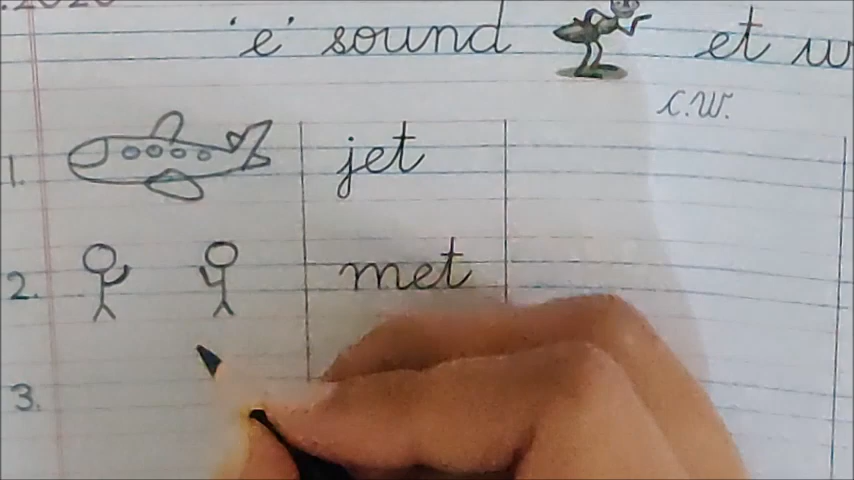 'e' sound et w
c.w.
1. jet
2. met
3.